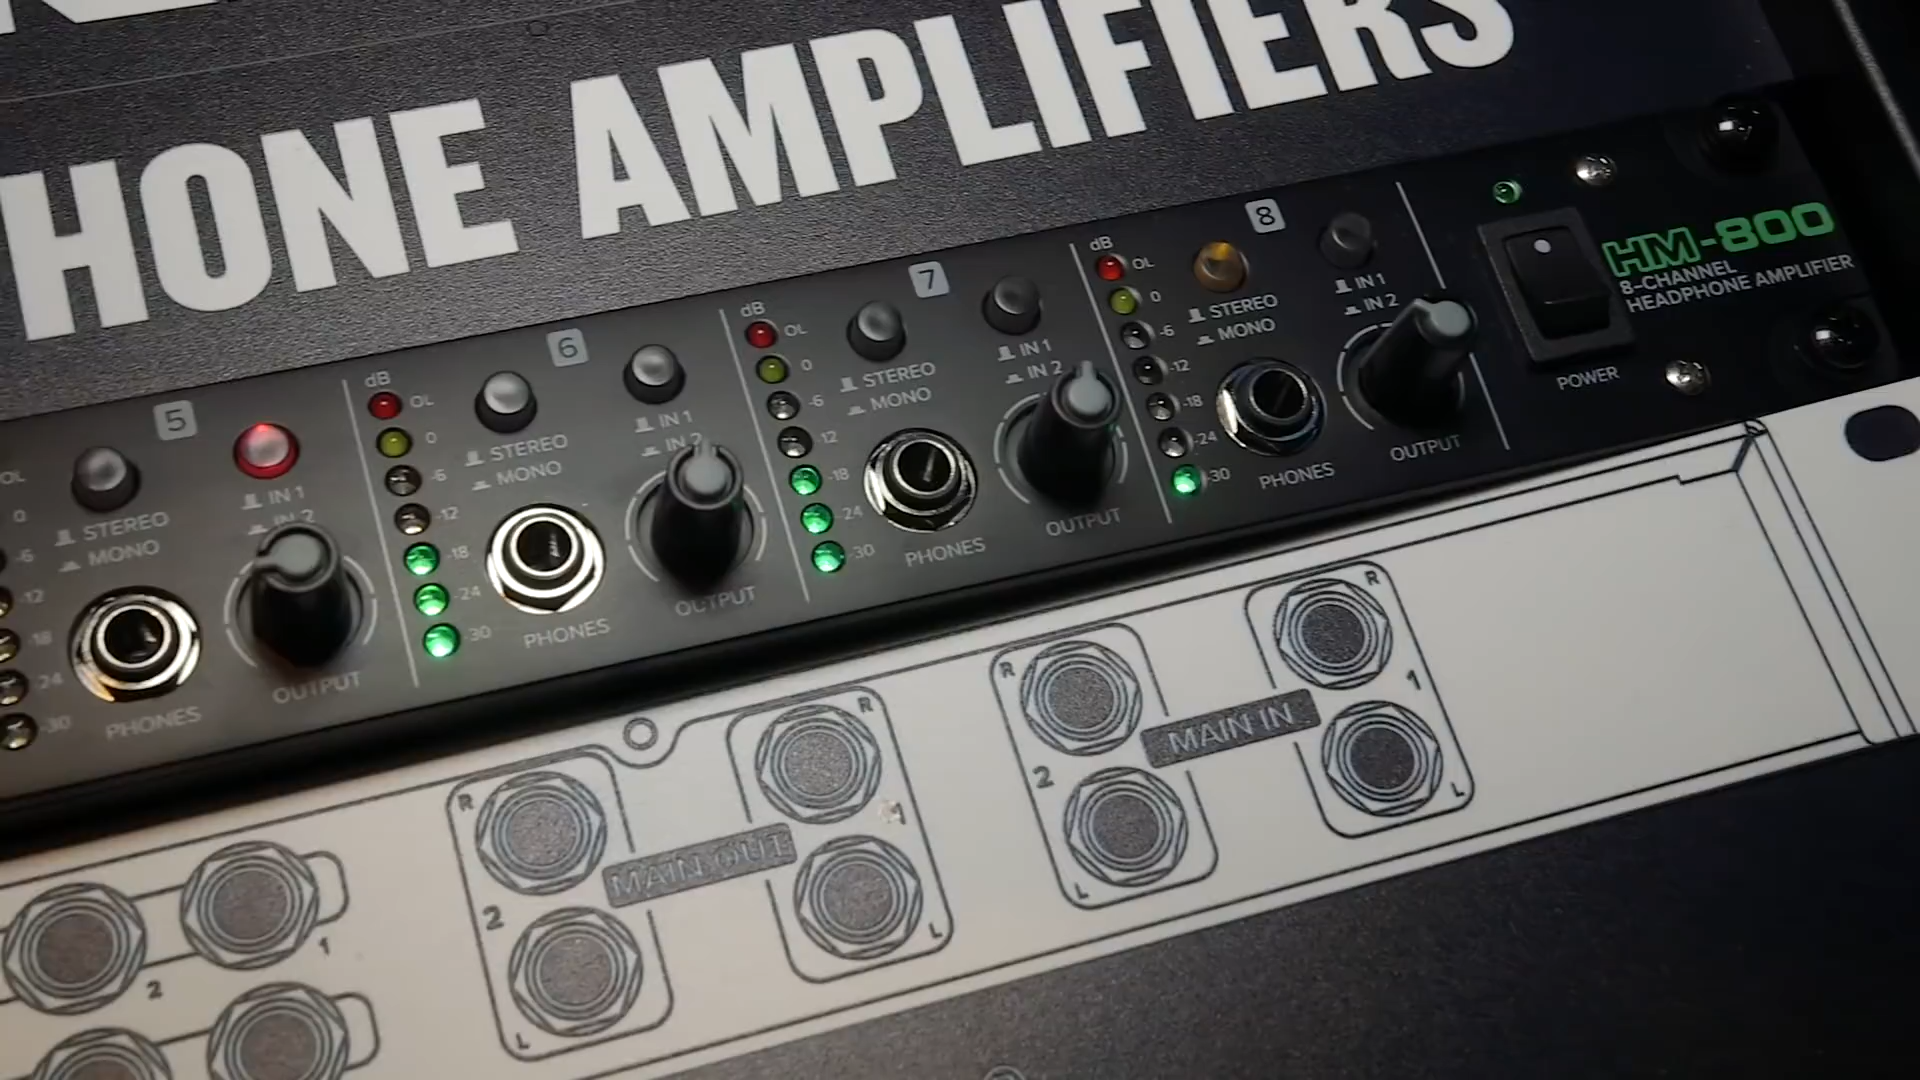 HONE AMPLIFIERS
5
OL
0
-6
-12
-18
-24
-30
STEREO
MONO
IN 1
IN 2
PHONES
OUTPUT
6
dB
OL
0
-6
-12
-18
-24
-30
STEREO
MONO
IN 1
IN 2
PHONES
OUTPUT
7
dB
OL
0
-6
-12
-18
-24
-30
STEREO
MONO
IN 1
IN 2
PHONES
OUTPUT
8
dB
OL
0
-6
-12
-18
-24
-30
STEREO
MONO
IN 1
IN 2
PHONES
OUTPUT
POWER
HM-800
8-CHANNEL
HEADPHONE AMPLIFIER
2
1
R
2
L
MAIN OUT
R
1
L
R
2
L
MAIN IN
R
1
L